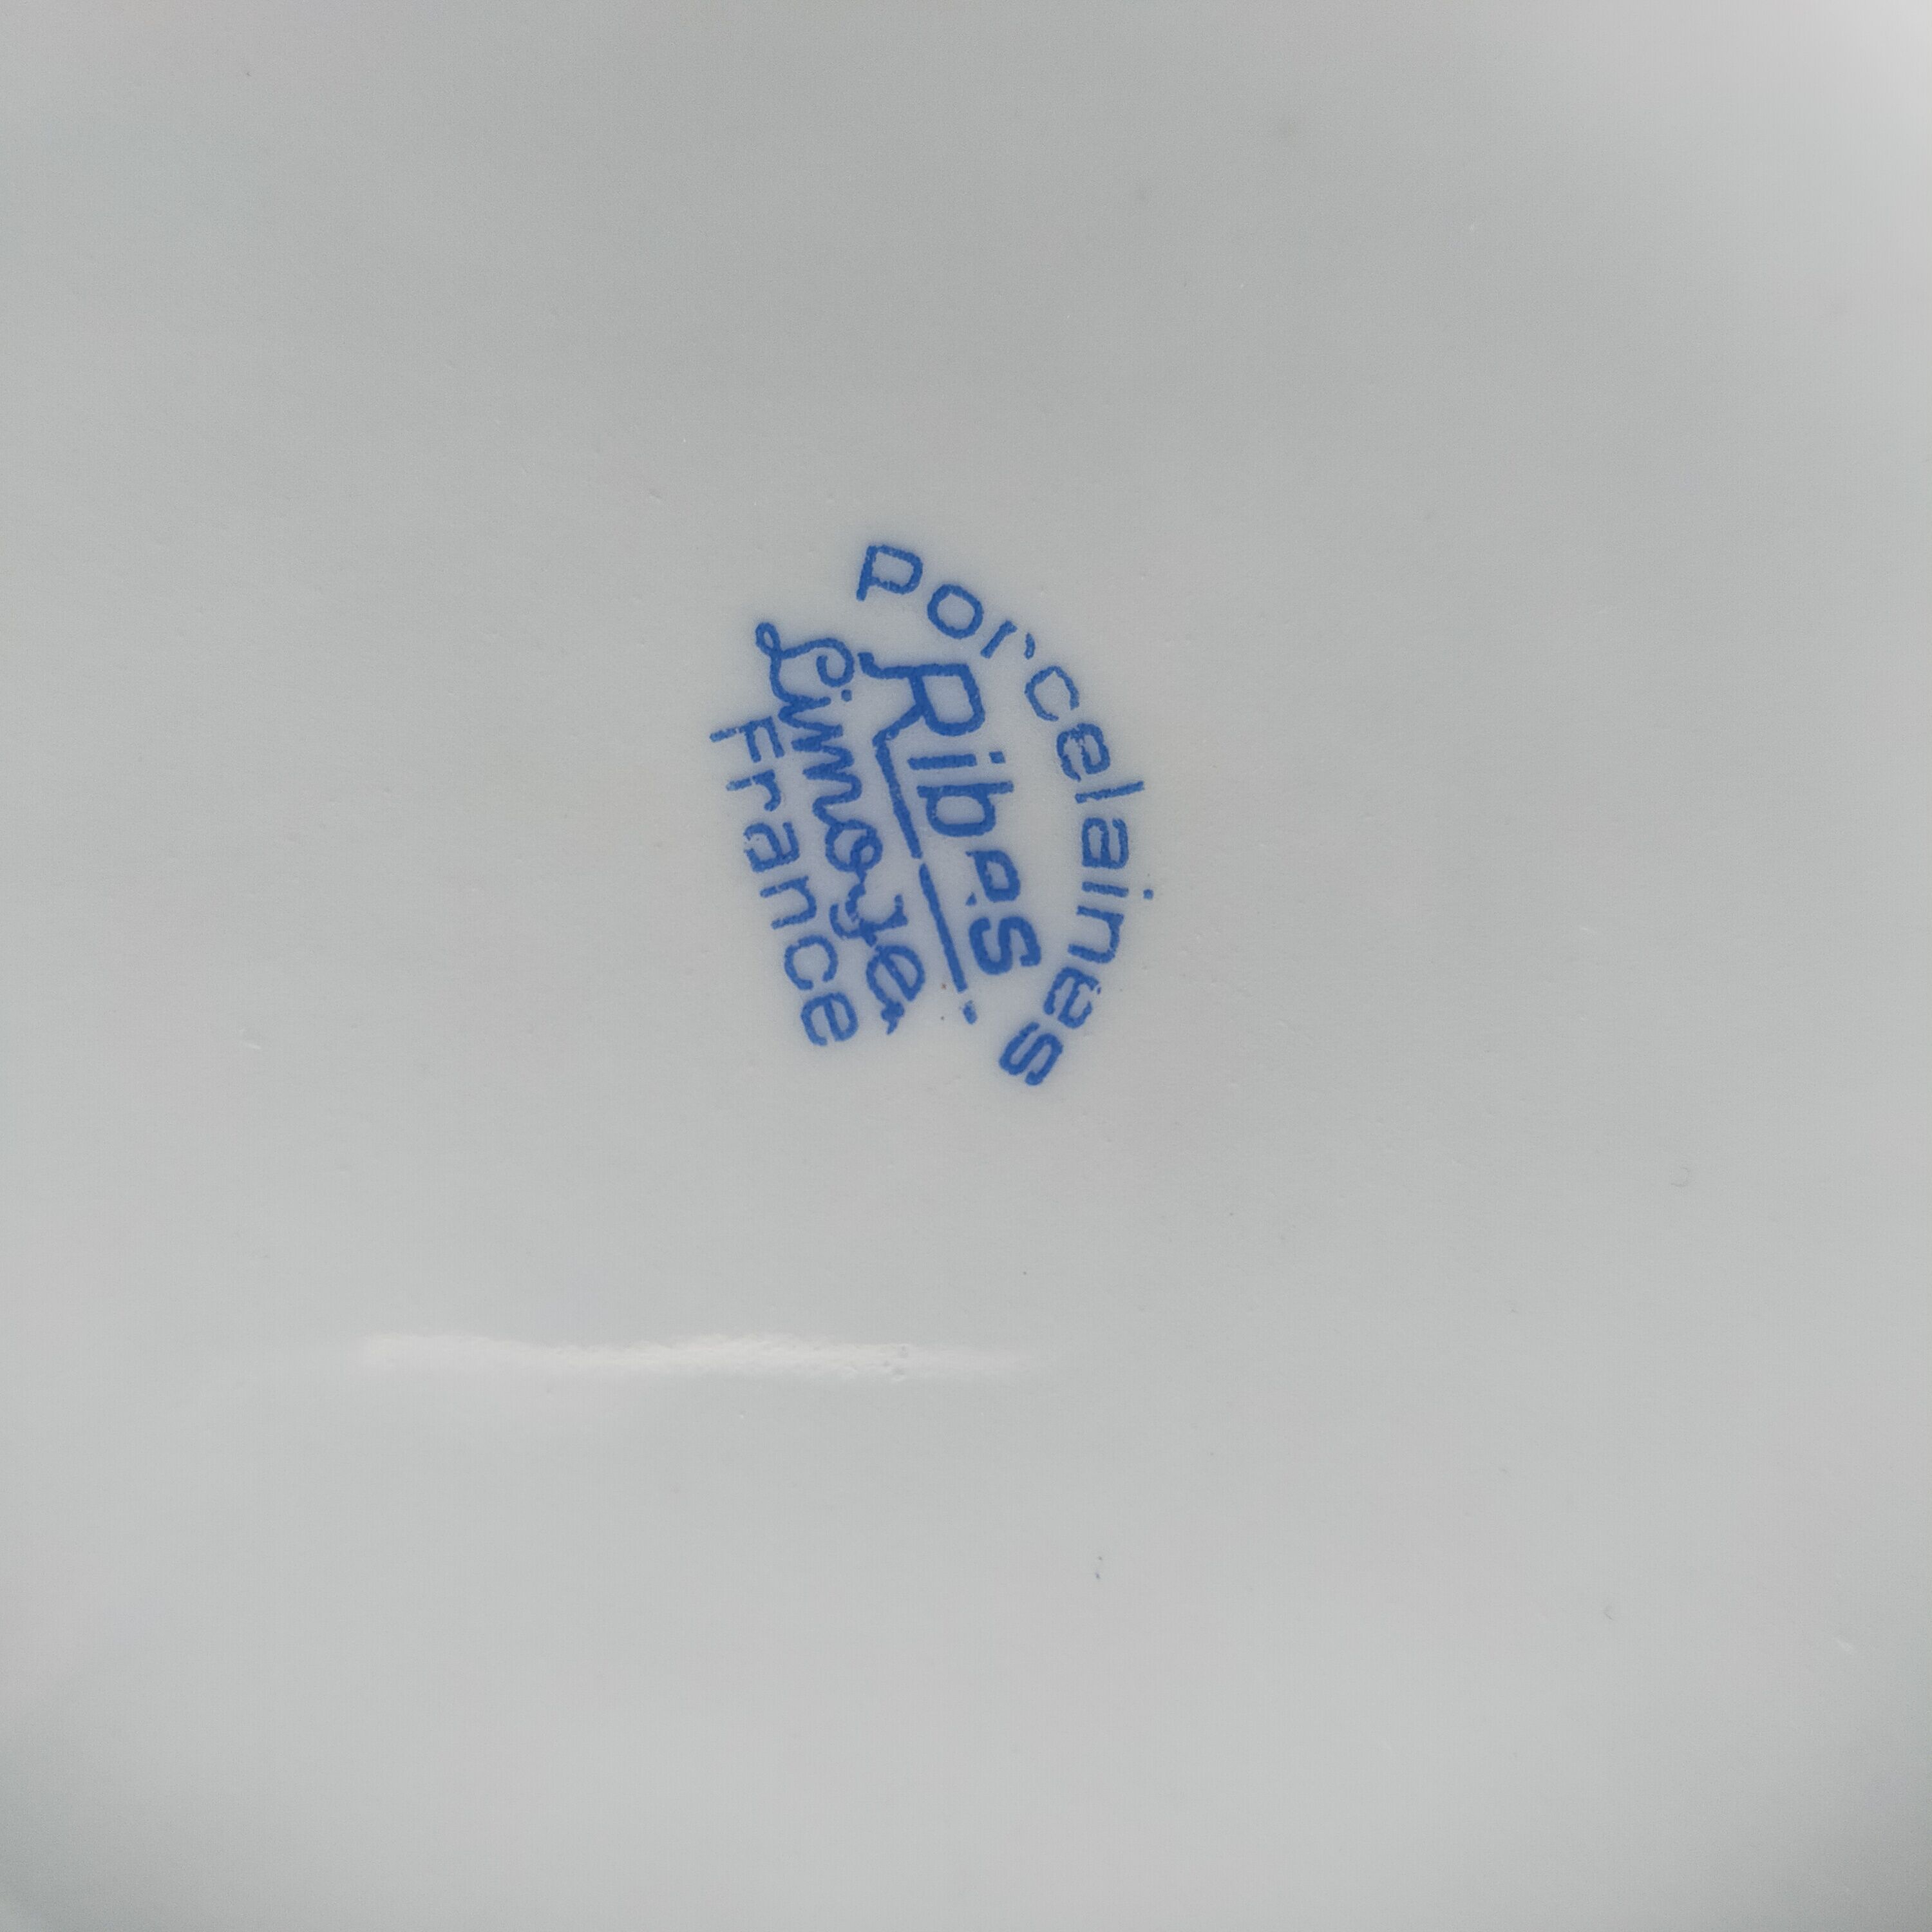 Porcelaines
Ribes
Limoges
France